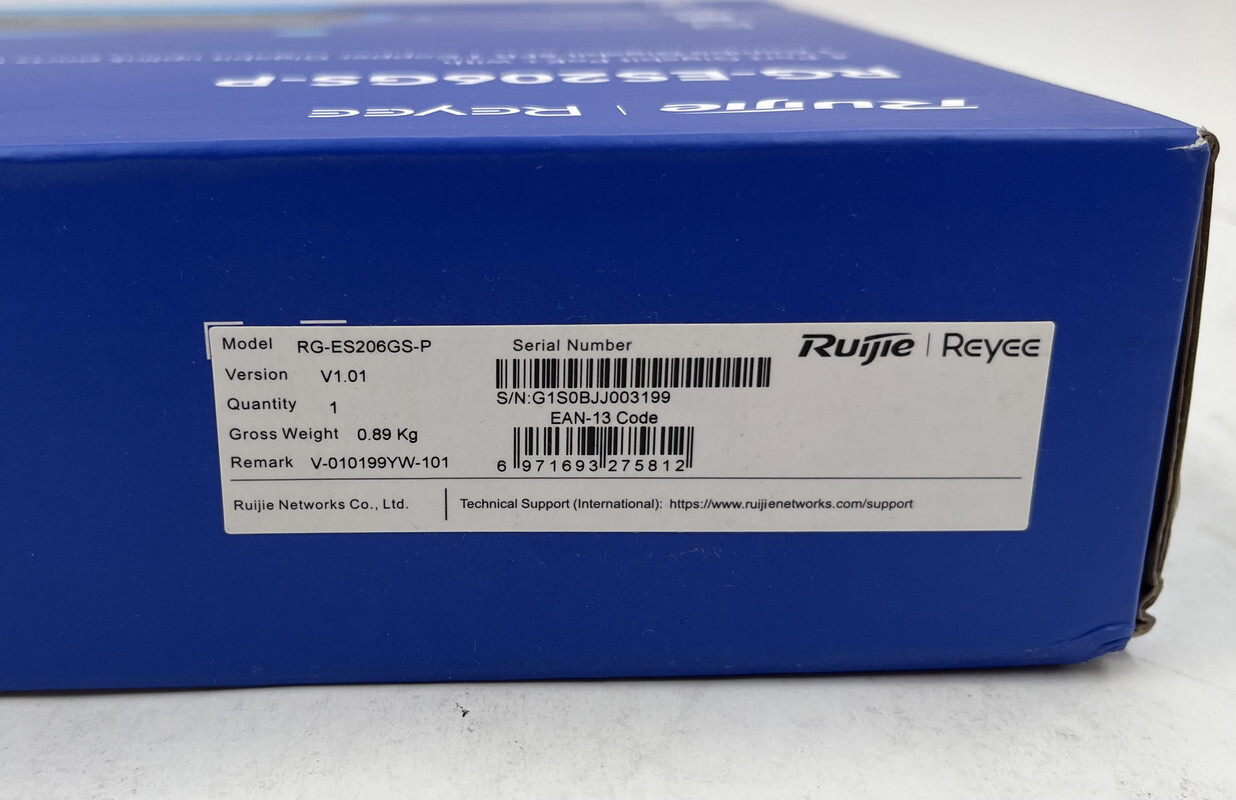 RG-ES206GS-P
Ruijie | Reyee
Model RG-ES206GS-P
Version V1.01
Quantity 1
Gross Weight 0.89 Kg
Remark V-010199YW-101
Serial Number
S/N:G1S0BJJ003199
EAN-13 Code
6 971693 275812
Ruijie | Reyee
Ruijie Networks Co., Ltd.
Technical Support (International): https://www.ruijienetworks.com/support